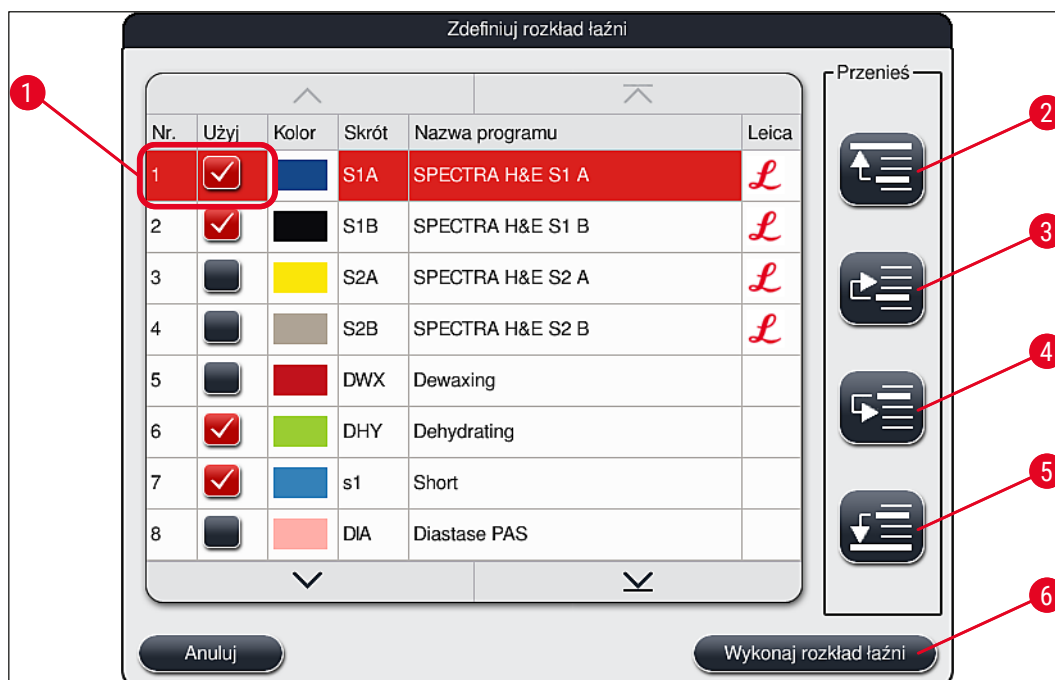 Zdefiniuj rozkład łaźni
Przenieś
Nr. Użyj Kolor Skrót Nazwa programu Leica
1 S1A SPECTRA H&E S1 A L
2 S1B SPECTRA H&E S1 B L
3 S2A SPECTRA H&E S2 A L
4 S2B SPECTRA H&E S2 B L
5 DWX Dewaxing
6 DHY Dehydrating
7 s1 Short
8 DIA Diastase PAS
Anuluj
Wykonaj rozkład łaźni
1
2
3
4
5
6